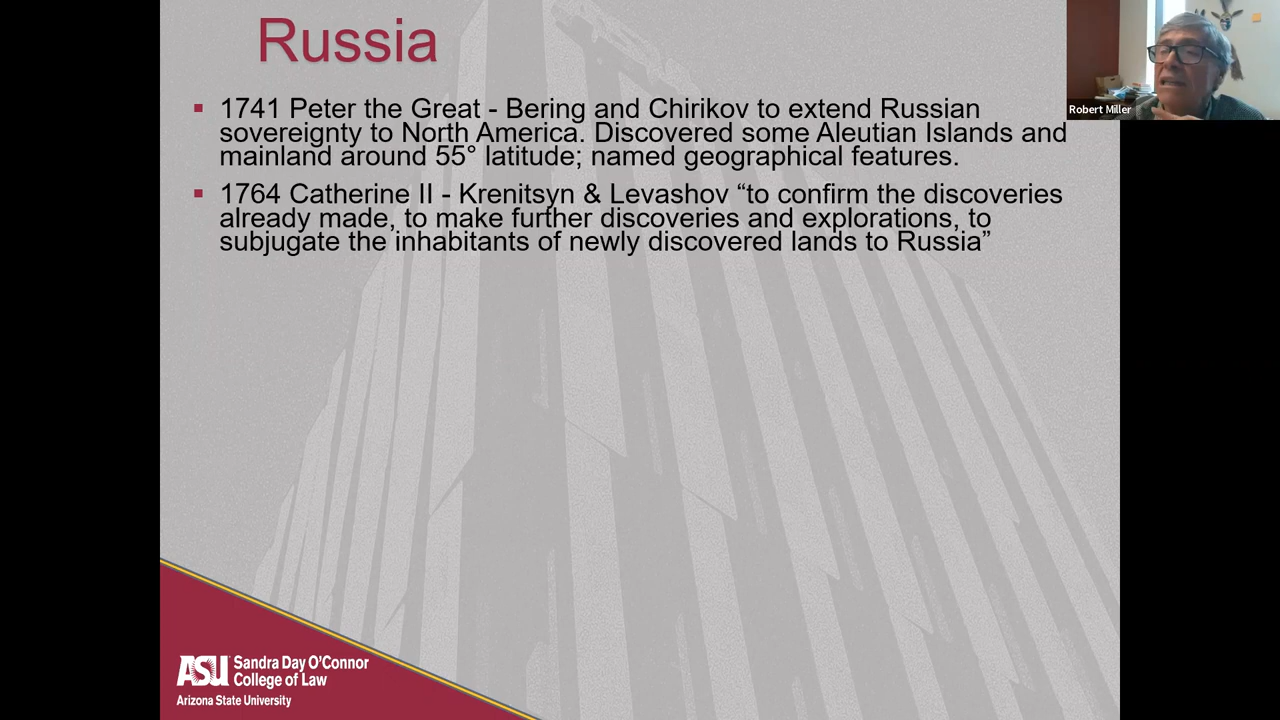 Russia
▪ 1741 Peter the Great - Bering and Chirikov to extend Russian
sovereignty to North America. Discovered some Aleutian Islands and
mainland around 55° latitude; named geographical features.
▪ 1764 Catherine II - Krenitsyn & Levashov “to confirm the discoveries
already made, to make further discoveries and explorations, to
subjugate the inhabitants of newly discovered lands to Russia”
Robert Miller
ASU Sandra Day O’Connor
College of Law
Arizona State University